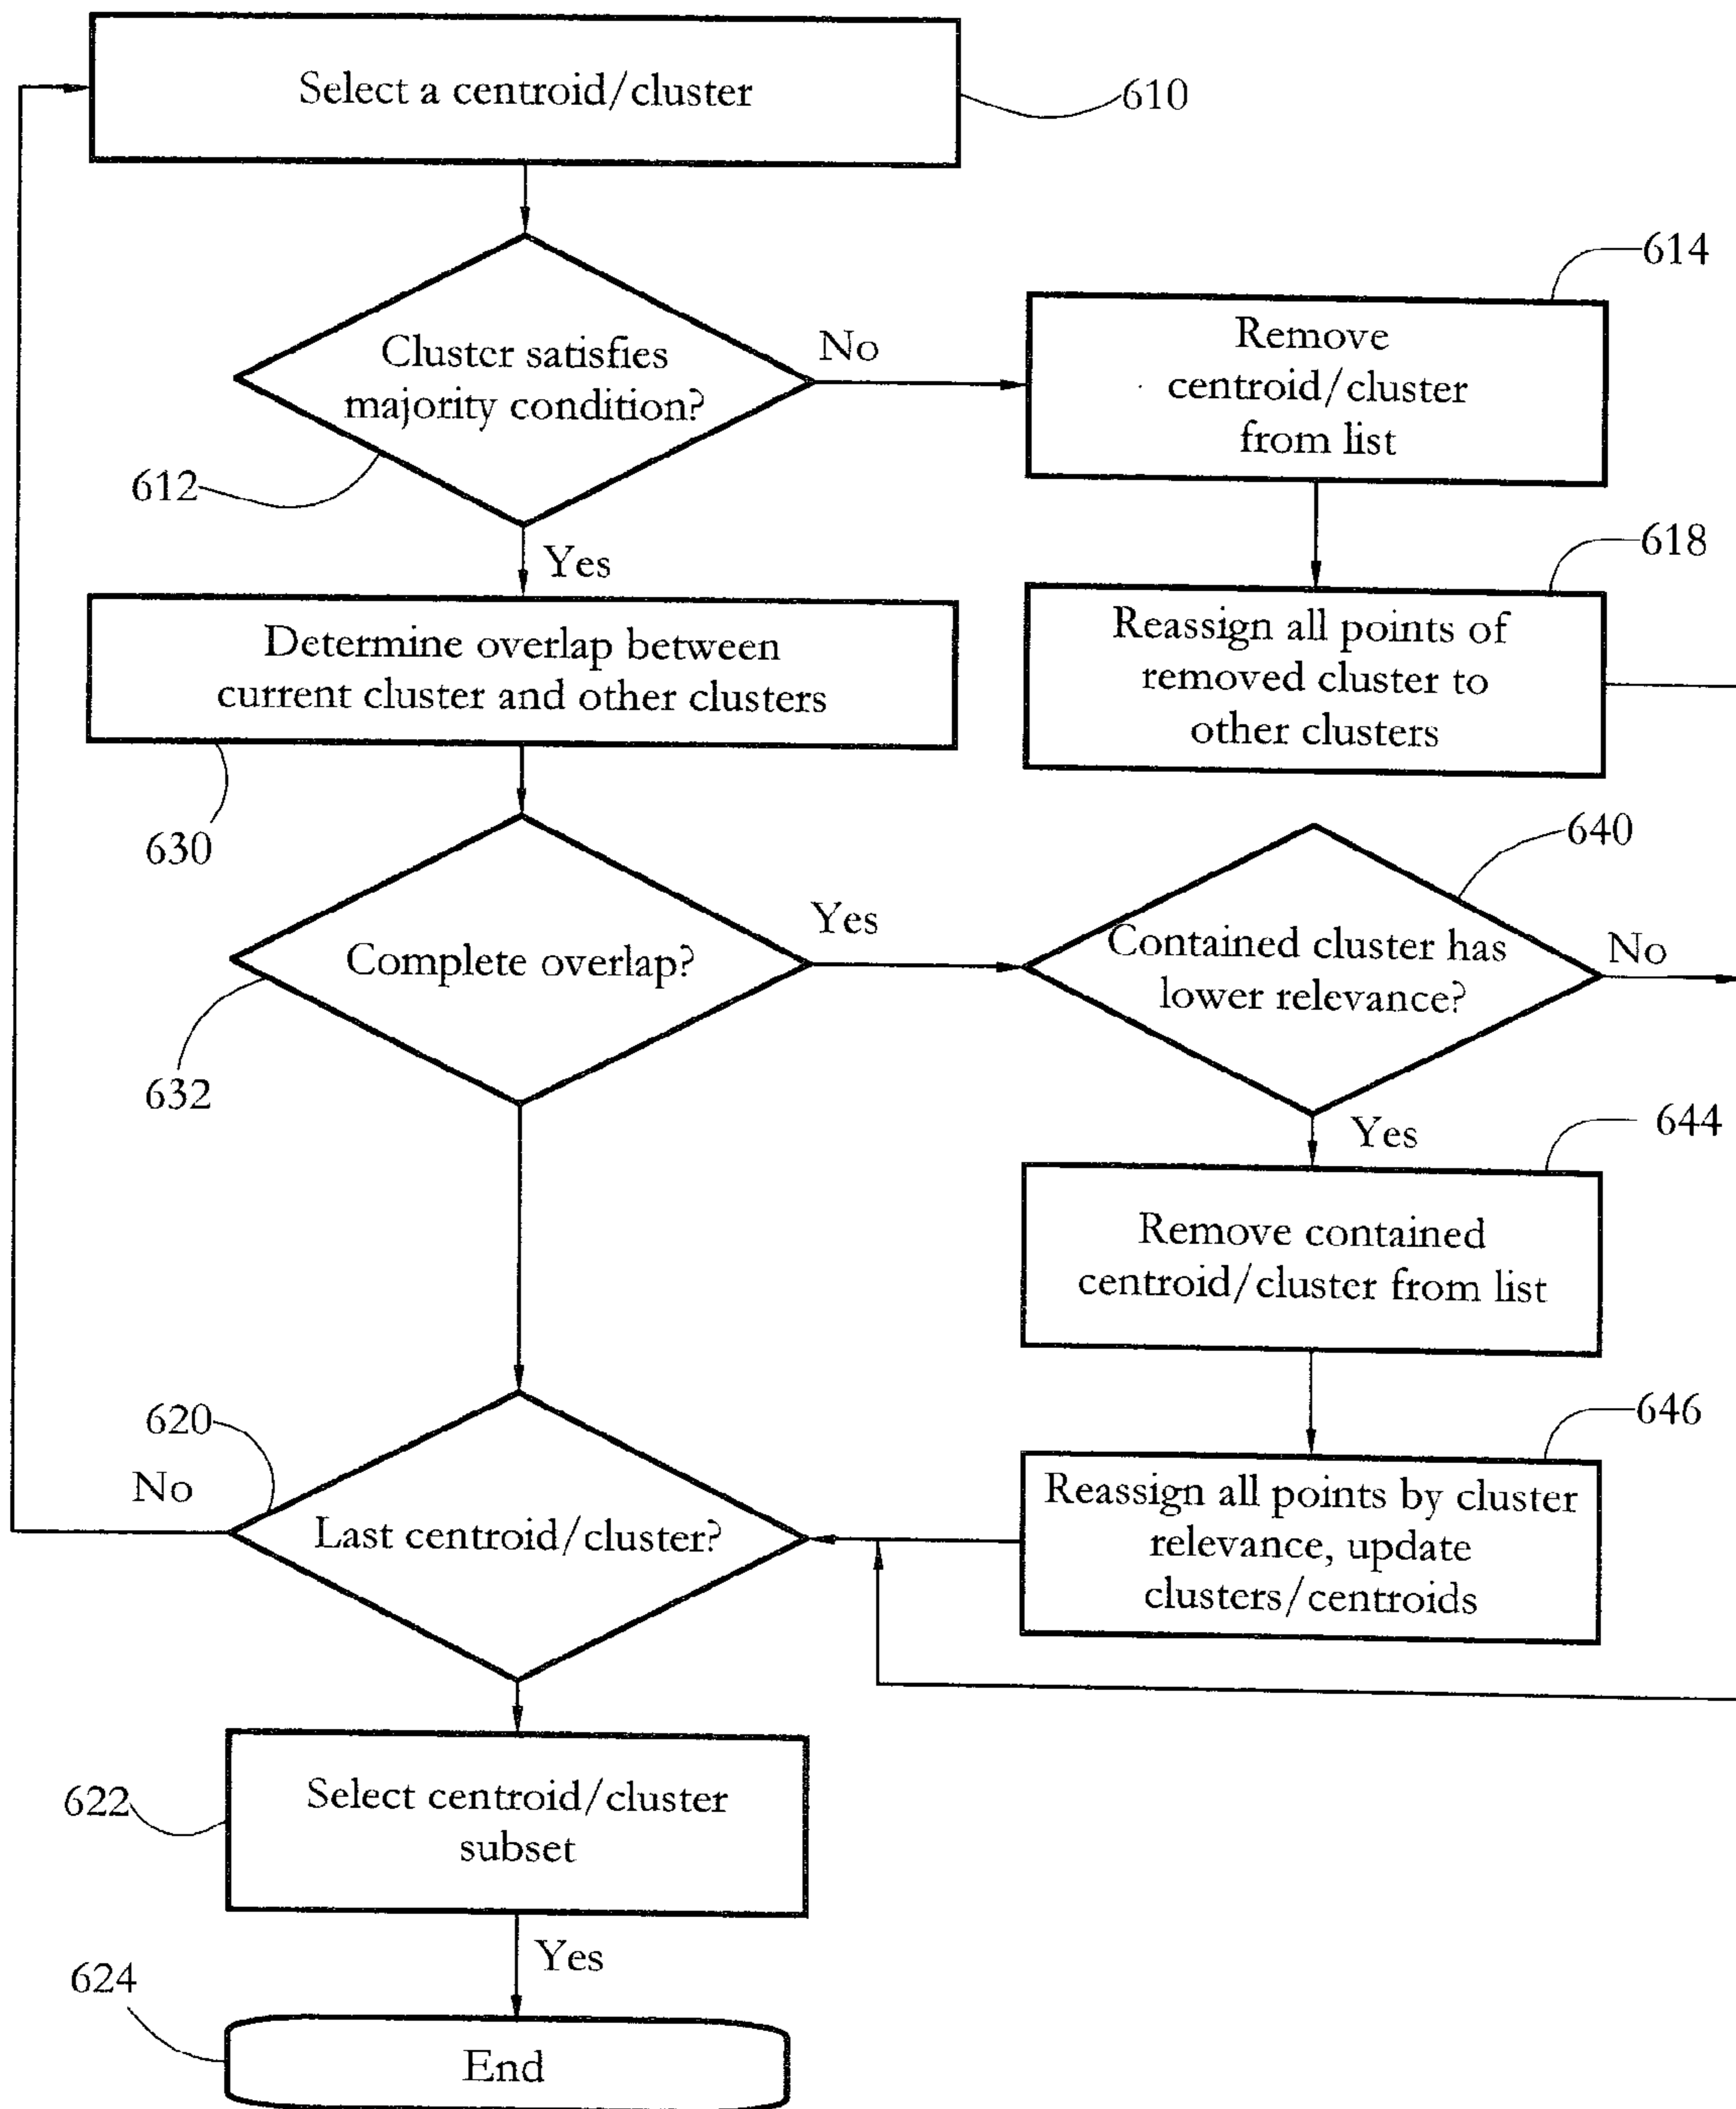 Select a centroid/cluster
610
Cluster satisfies
majority condition?
612
No
Yes
614
Remove
centroid/cluster
from list
618
Reassign all points of
removed cluster to
other clusters
Determine overlap between
current cluster and other clusters
630
Complete overlap?
632
Yes
640
Contained cluster has
lower relevance?
No
Yes
644
Remove contained
centroid/cluster from list
646
Reassign all points by cluster
relevance, update
clusters/centroids
620
No
Last centroid/cluster?
622
Select centroid/cluster
subset
Yes
624
End